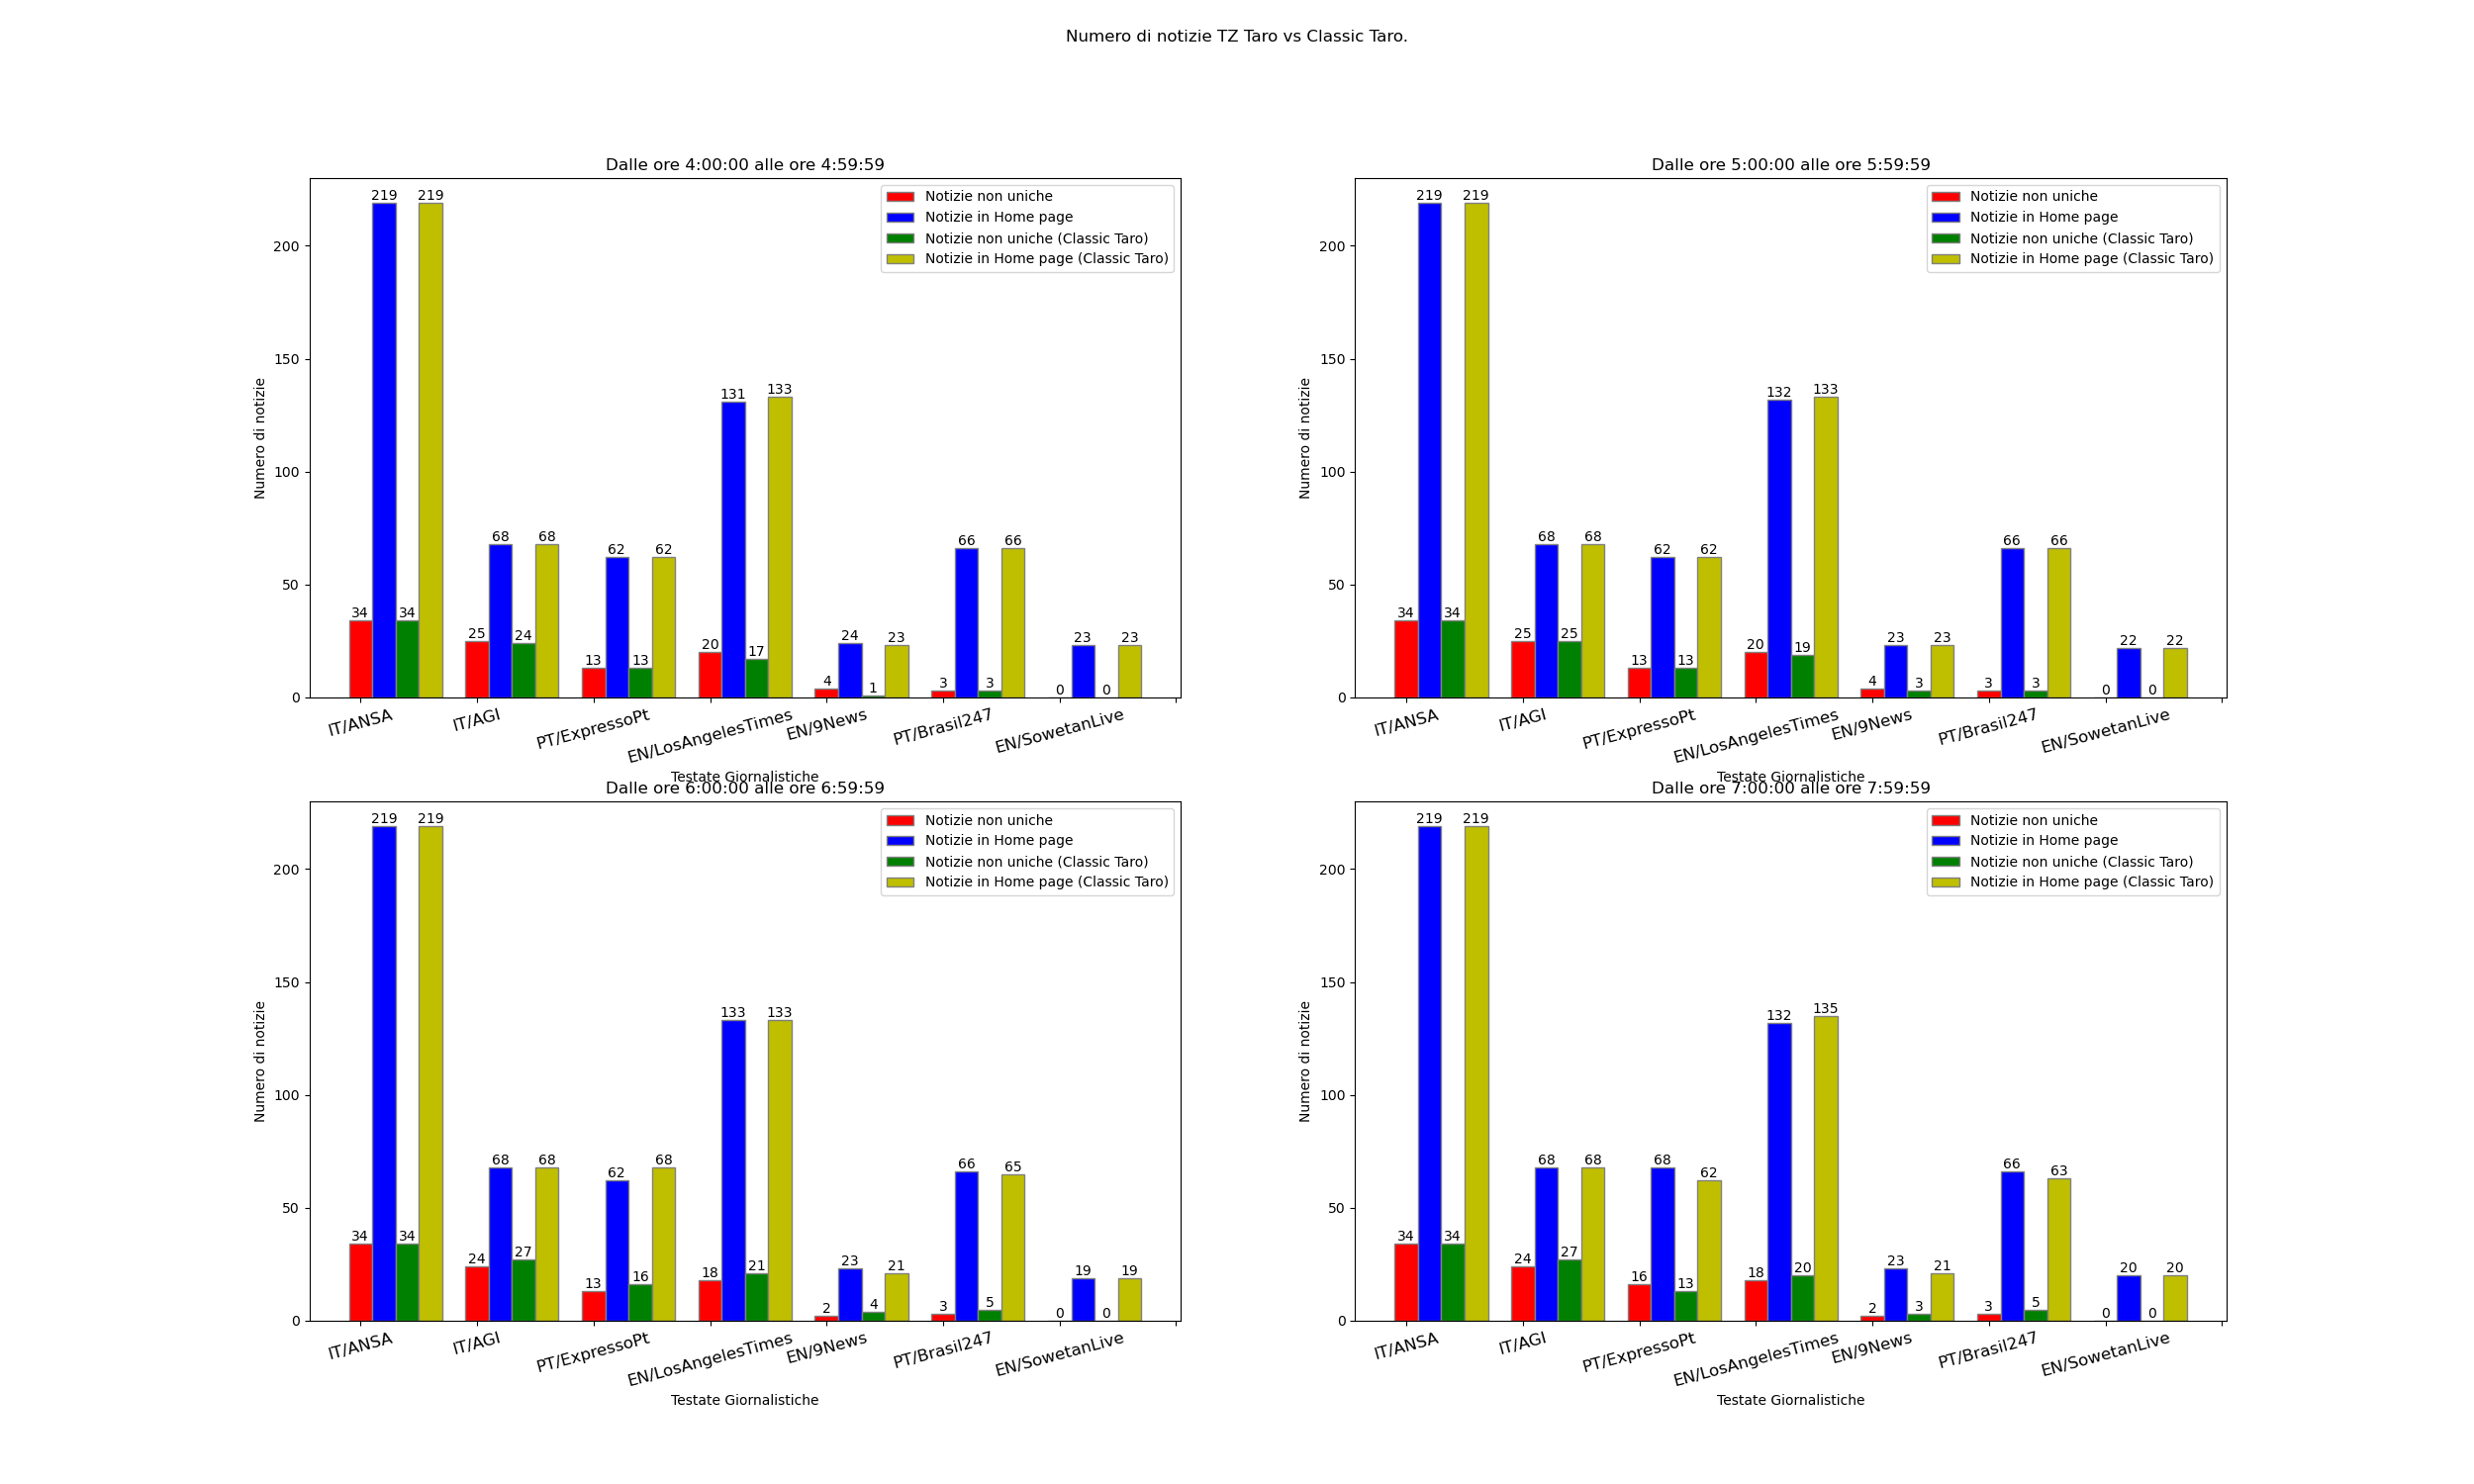 Numero di notizie TZ Taro vs Classic Taro.
Dalle ore 4:00:00 alle ore 4:59:59
Numero di notizie
200
150
100
50
0
219 219
68 68
62 62
131 133
66 66
34 34
25 24
13 13
20 17
4 24 1 23
3 3
0 23 0 23
Notizie non uniche
Notizie in Home page
Notizie non uniche (Classic Taro)
Notizie in Home page (Classic Taro)
IT/ANSA IT/AGI PT/ExpressoPt EN/LosAngelesTimes EN/9News PT/Brasil247 EN/SowetanLive
Testate Giornalistiche
Dalle ore 5:00:00 alle ore 5:59:59
Numero di notizie
200
150
100
50
0
219 219
68 68
62 62
132 133
66 66
34 34
25 25
13 13
20 19
4 23 3 23
3 3
0 22 0 22
Notizie non uniche
Notizie in Home page
Notizie non uniche (Classic Taro)
Notizie in Home page (Classic Taro)
IT/ANSA IT/AGI PT/ExpressoPt EN/LosAngelesTimes EN/9News PT/Brasil247 EN/SowetanLive
Testate Giornalistiche
Dalle ore 6:00:00 alle ore 6:59:59
Numero di notizie
200
150
100
50
0
219 219
68 68
62 68
133 133
66 65
34 34
24 27
13 16
18 21
2 23 4 21
3 5
0 19 0 19
Notizie non uniche
Notizie in Home page
Notizie non uniche (Classic Taro)
Notizie in Home page (Classic Taro)
IT/ANSA IT/AGI PT/ExpressoPt EN/LosAngelesTimes EN/9News PT/Brasil247 EN/SowetanLive
Testate Giornalistiche
Dalle ore 7:00:00 alle ore 7:59:59
Numero di notizie
200
150
100
50
0
219 219
68 68
68 62
132 135
66 63
34 34
24 27
16 13
18 20
2 23 3 21
3 5
0 20 0 20
Notizie non uniche
Notizie in Home page
Notizie non uniche (Classic Taro)
Notizie in Home page (Classic Taro)
IT/ANSA IT/AGI PT/ExpressoPt EN/LosAngelesTimes EN/9News PT/Brasil247 EN/SowetanLive
Testate Giornalistiche